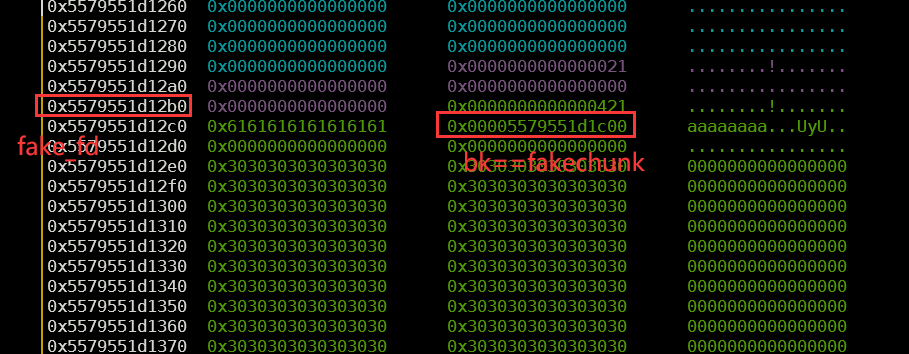 0x5579551d1260 0x0000000000000000 0x0000000000000000 ................
0x5579551d1270 0x0000000000000000 0x0000000000000000 ................
0x5579551d1280 0x0000000000000000 0x0000000000000000 ................
0x5579551d1290 0x0000000000000000 0x0000000000000021 ........!.......
0x5579551d12a0 0x0000000000000000 0x0000000000000000 ................
0x5579551d12b0 0x0000000000000000 0x0000000000000421 ........!.......
0x5579551d12c0 0x6161616161616161 0x00005579551d1c00 aaaaaaaa...UyU..
fake_fd
0x5579551d12d0 0x0000000000000000 0x0000000000000000 ................
bk==fakechunk
0x5579551d12e0 0x3030303030303030 0x3030303030303030 0000000000000000
0x5579551d12f0 0x3030303030303030 0x3030303030303030 0000000000000000
0x5579551d1300 0x3030303030303030 0x3030303030303030 0000000000000000
0x5579551d1310 0x3030303030303030 0x3030303030303030 0000000000000000
0x5579551d1320 0x3030303030303030 0x3030303030303030 0000000000000000
0x5579551d1330 0x3030303030303030 0x3030303030303030 0000000000000000
0x5579551d1340 0x3030303030303030 0x3030303030303030 0000000000000000
0x5579551d1350 0x3030303030303030 0x3030303030303030 0000000000000000
0x5579551d1360 0x3030303030303030 0x3030303030303030 0000000000000000
0x5579551d1370 0x3030303030303030 0x3030303030303030 0000000000000000